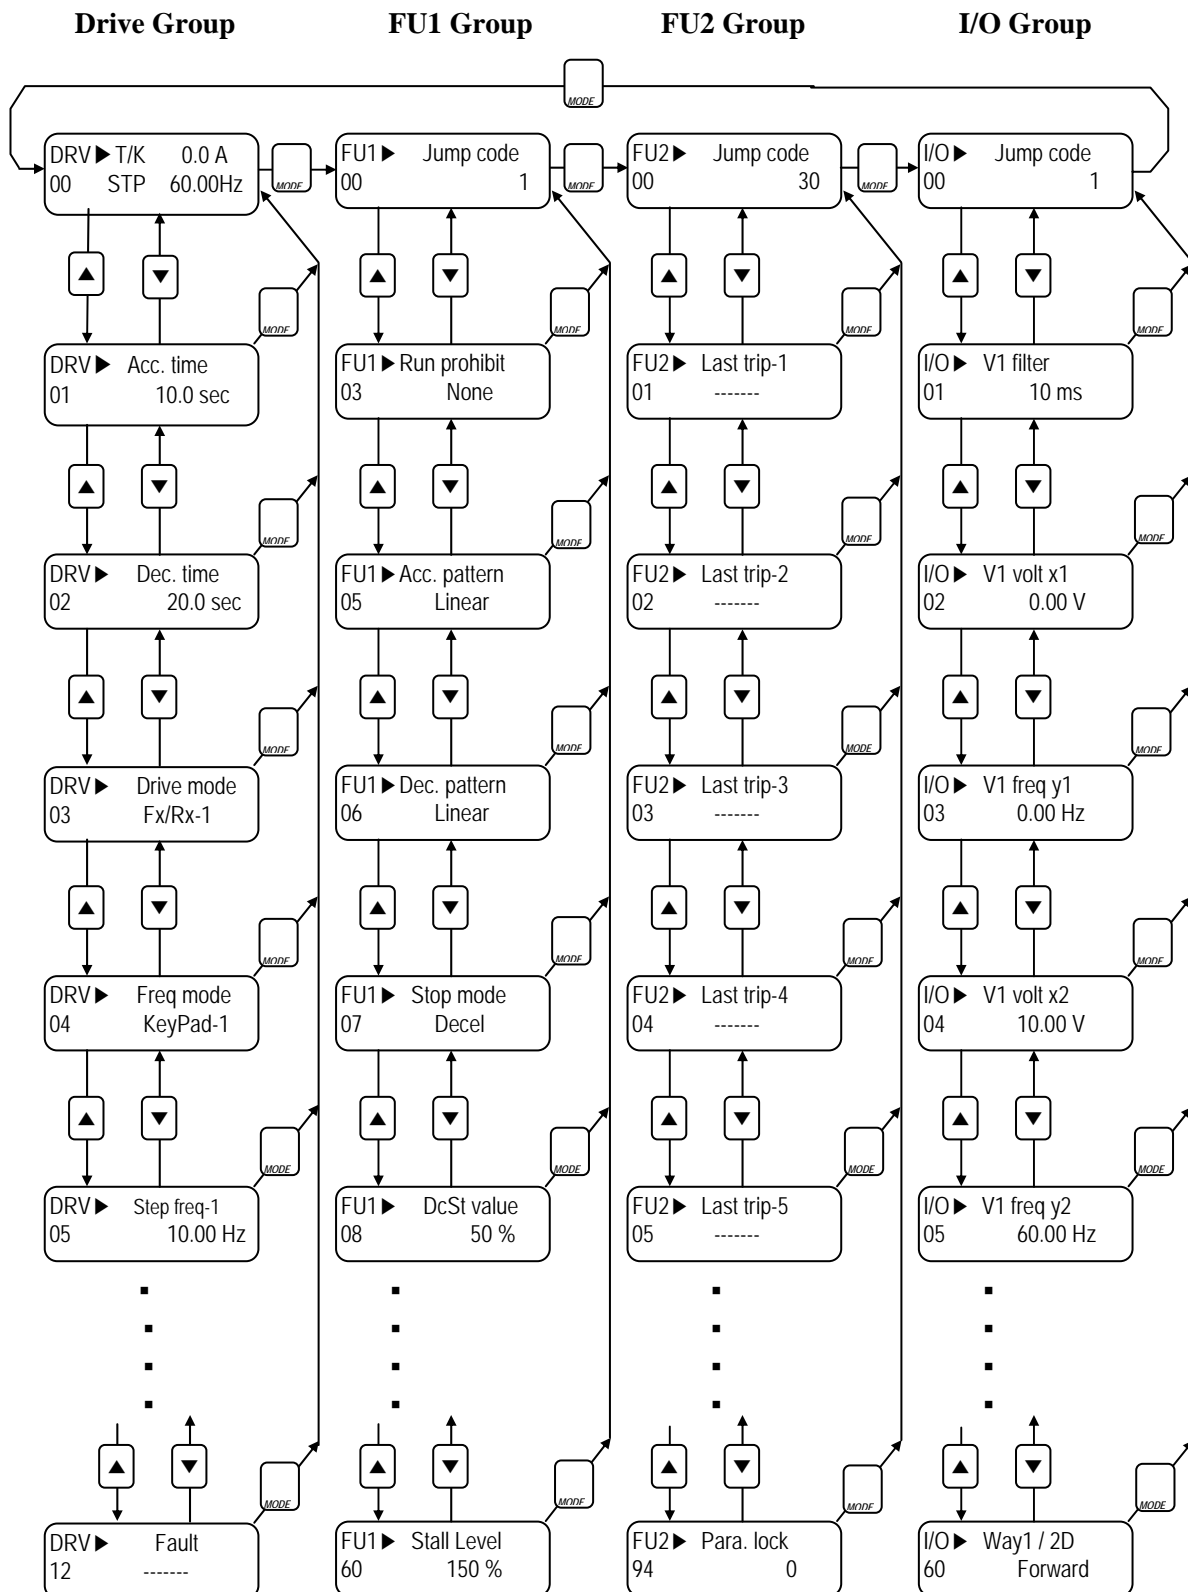 Drive Group FU1 Group FU2 Group I/O Group
MODE
DRV▶ T/K 0.0 A
00 STP 60.00Hz
MODE
FU1▶ Jump code
00 1
MODE
FU2▶ Jump code
00 30
MODE
I/O▶ Jump code
00 1
▲ ▼ MODE ▲ ▼ MODE ▲ ▼ MODE ▲ ▼ MODE
DRV▶ Acc. time
01 10.0 sec
FU1▶ Run prohibit
03 None
FU2▶ Last trip-1
01 -------
I/O▶ V1 filter
01 10 ms
▲ ▼ MODE ▲ ▼ MODE ▲ ▼ MODE ▲ ▼ MODE
DRV▶ Dec. time
02 20.0 sec
FU1▶ Acc. pattern
05 Linear
FU2▶ Last trip-2
02 -------
I/O▶ V1 volt x1
02 0.00 V
▲ ▼ MODE ▲ ▼ MODE ▲ ▼ MODE ▲ ▼ MODE
DRV▶ Drive mode
03 Fx/Rx-1
FU1▶ Dec. pattern
06 Linear
FU2▶ Last trip-3
03 -------
I/O▶ V1 freq y1
03 0.00 Hz
▲ ▼ MODE ▲ ▼ MODE ▲ ▼ MODE ▲ ▼ MODE
DRV▶ Freq mode
04 KeyPad-1
FU1▶ Stop mode
07 Decel
FU2▶ Last trip-4
04 -------
I/O▶ V1 volt x2
04 10.00 V
▲ ▼ MODE ▲ ▼ MODE ▲ ▼ MODE ▲ ▼ MODE
DRV▶ Step freq-1
05 10.00 Hz
FU1▶ DcSt value
08 50 %
FU2▶ Last trip-5
05 -------
I/O▶ V1 freq y2
05 60.00 Hz
▲ ▼ MODE ▲ ▼ MODE ▲ ▼ MODE ▲ ▼ MODE
DRV▶ Fault
12 -------
FU1▶ Stall Level
60 150 %
FU2▶ Para. lock
94 0
I/O▶ Way1 / 2D
60 Forward